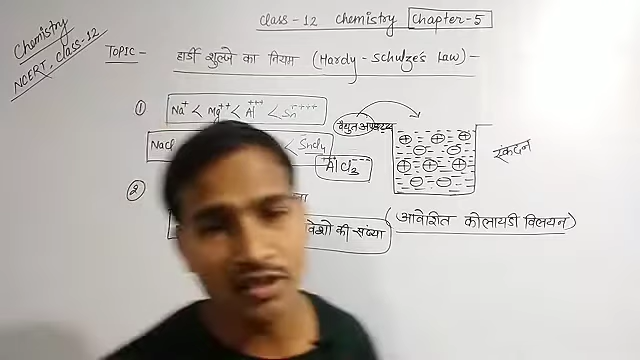 Class-12 Chemistry Chapter-5
Chemistry
NCERT, Class-12
TOPIC - हार्डी शुल्जे का नियम (Hardy-Schulze's Law) -
① Na⁺ < Mg⁺⁺ < Al⁺⁺⁺ < Sn⁺⁺⁺⁺
विद्युत अपघट्य
NaCl < SnCl4
AlCl3
स्कंदन
②
की संख्या
(आवेशित कोलायडी विलयन)